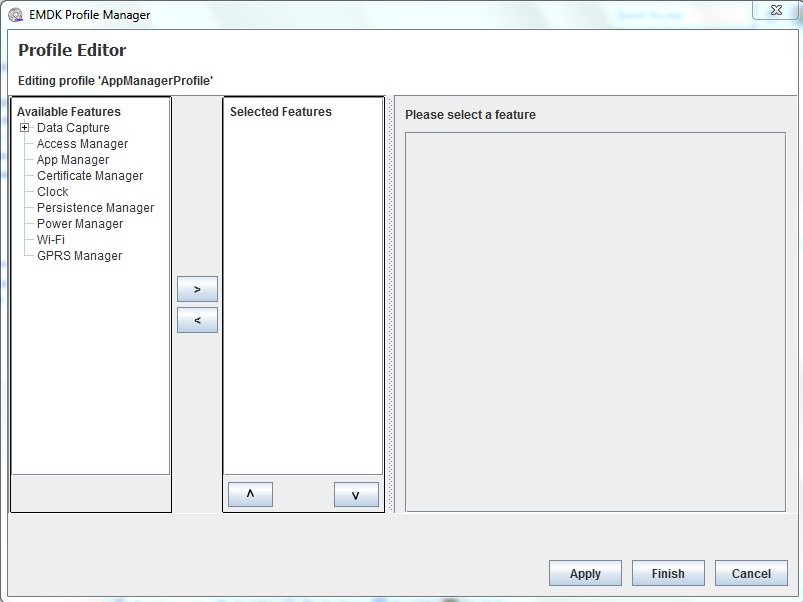 EMDK Profile Manager
Profile Editor
Editing profile 'AppManagerProfile'
Available Features
Data Capture
Access Manager
App Manager
Certificate Manager
Clock
Persistence Manager
Power Manager
Wi-Fi
GPRS Manager
>
<
Selected Features
^
v
Please select a feature
Apply
Finish
Cancel